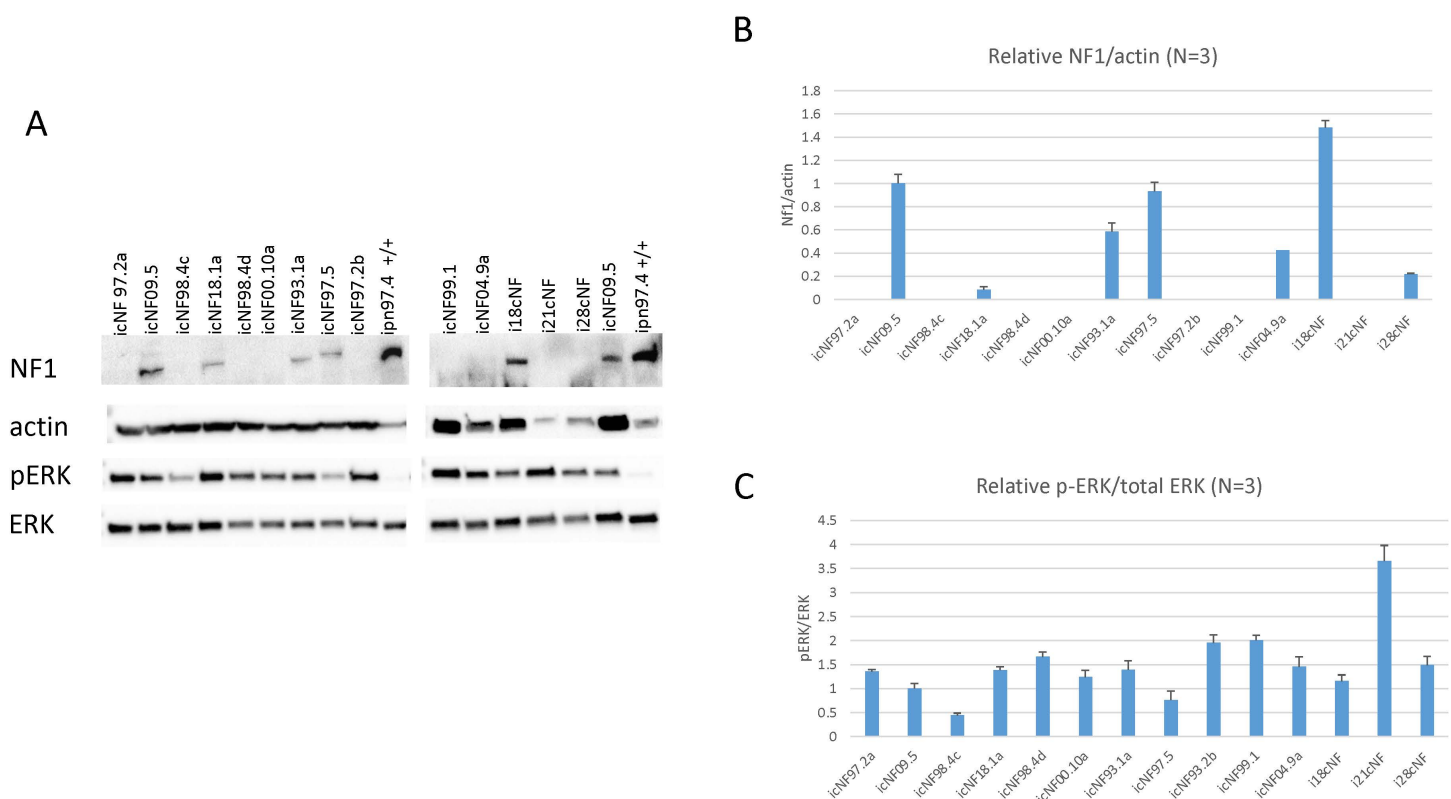 A
icNF 97.2a
icNF09.5
icNF98.4c
icNF18.1a
icNF98.4d
icNF00.10a
icNF93.1a
icNF97.5
icNF97.2b
ipn97.4 +/+
icNF99.1
icNF04.9a
i18cNF
i21cNF
i28cNF
icNF09.5
ipn97.4 +/+
NF1
actin
pERK
ERK
B
Relative NF1/actin (N=3)
Nf1/actin
1.8
1.6
1.4
1.2
1
0.8
0.6
0.4
0.2
0
icNF97.2a
icNF09.5
icNF98.4c
icNF18.1a
icNF98.4d
icNF00.10a
icNF93.1a
icNF97.5
icNF97.2b
icNF99.1
icNF04.9a
i18cNF
i21cNF
i28cNF
C
Relative p-ERK/total ERK (N=3)
pERK/ERK
4.5
4
3.5
3
2.5
2
1.5
1
0.5
0
icNF97.2a
icNF09.5
icNF98.4c
icNF18.1a
icNF98.4d
icNF00.10a
icNF93.1a
icNF97.5
icNF93.2b
icNF99.1
icNF04.9a
i18cNF
i21cNF
i28cNF